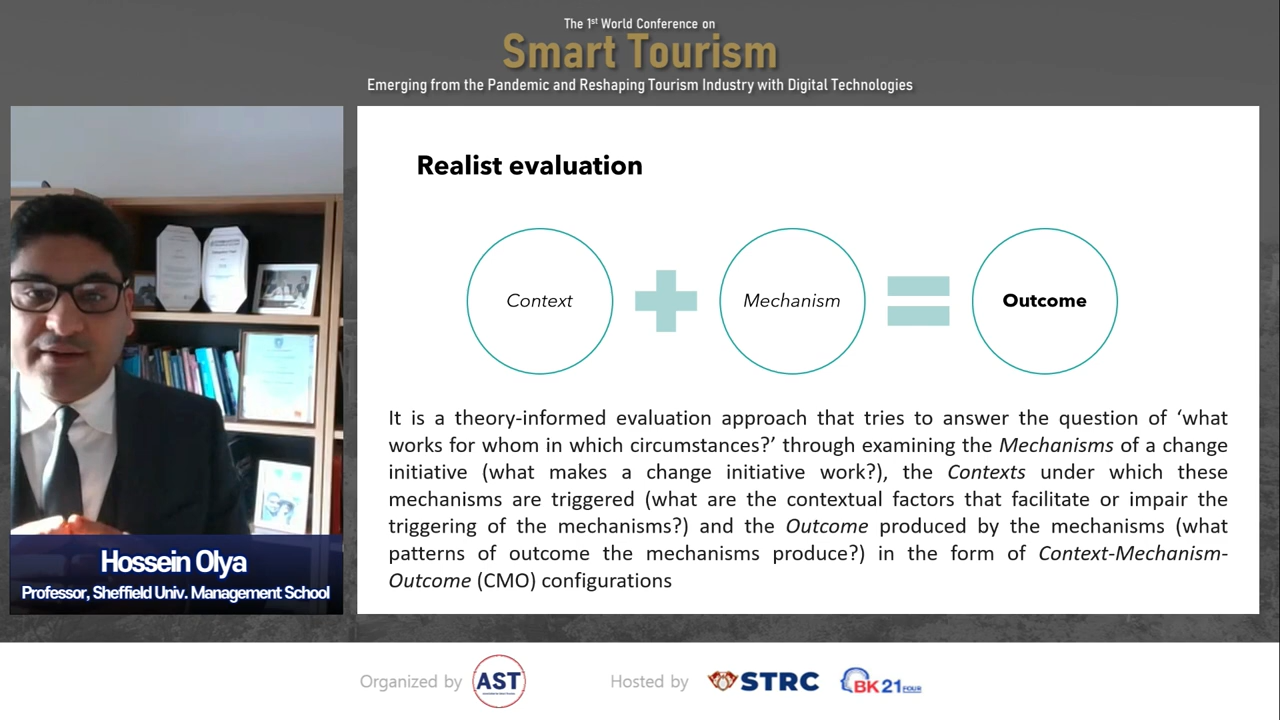 The 1st World Conference on
Smart Tourism
Emerging from the Pandemic and Reshaping Tourism Industry with Digital Technologies
Realist evaluation
Context
Mechanism
Outcome
It is a theory-informed evaluation approach that tries to answer the question of ‘what
works for whom in which circumstances?’ through examining the Mechanisms of a change
initiative (what makes a change initiative work?), the Contexts under which these
mechanisms are triggered (what are the contextual factors that facilitate or impair the
triggering of the mechanisms?) and the Outcome produced by the mechanisms (what
patterns of outcome the mechanisms produce?) in the form of Context-Mechanism-
Outcome (CMO) configurations
Hossein Olya
Professor, Sheffield Univ. Management School
Organized by
AST
Hosted by
STRC
BK21 FOUR